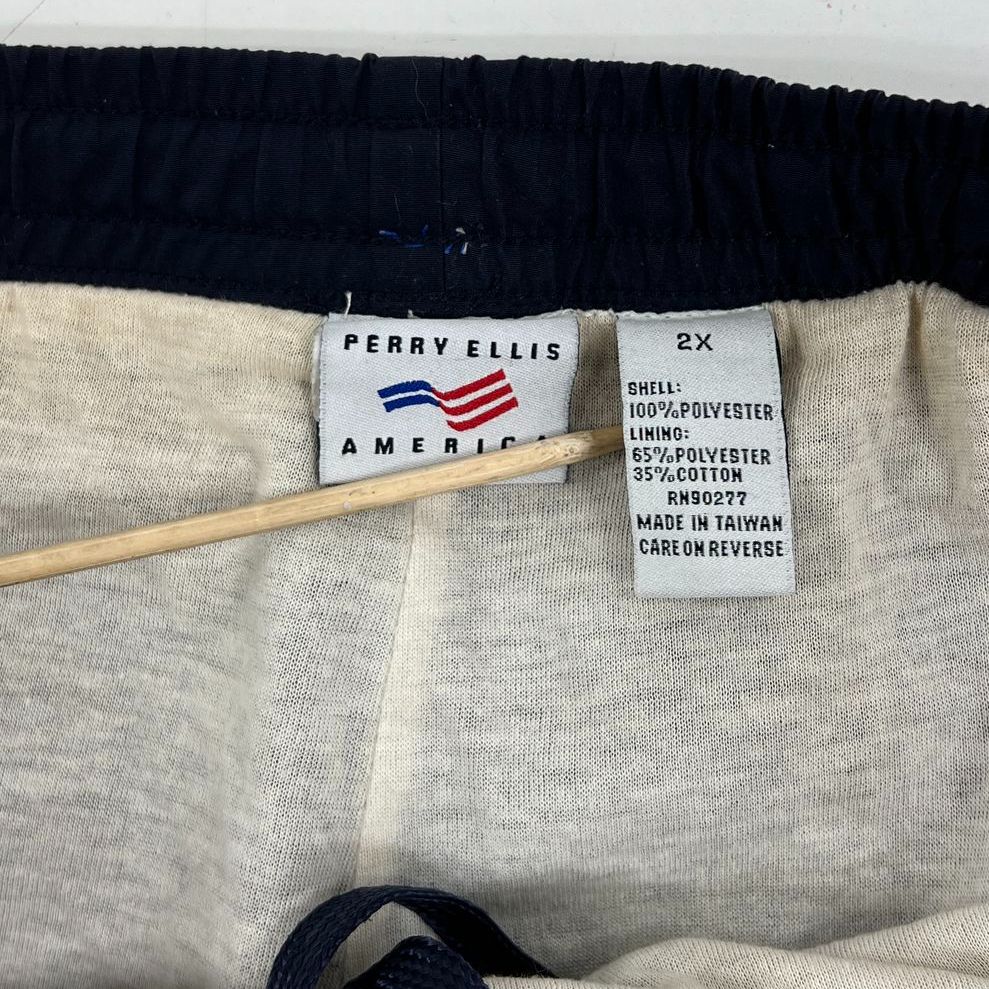 PERRY ELLIS
AMERICA
2X
SHELL:
100%POLYESTER
LINING:
65%POLYESTER
35%COTTON
RN90277
MADE IN TAIWAN
CARE ON REVERSE